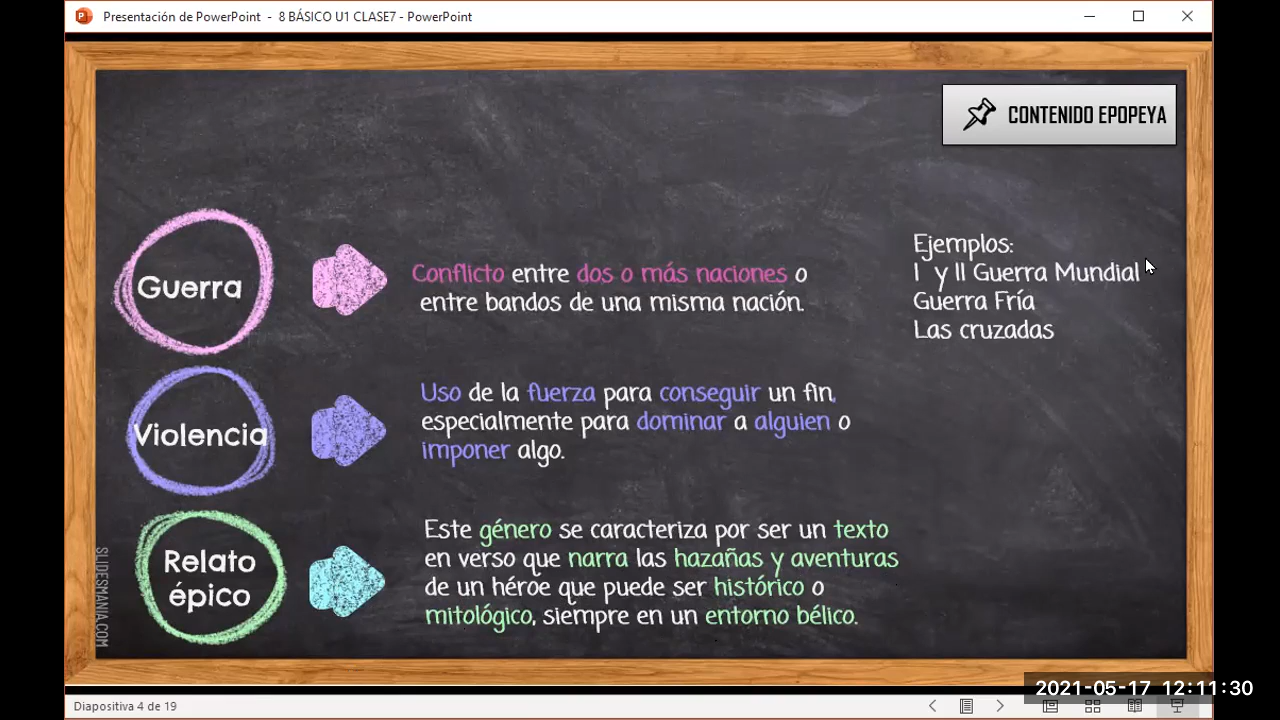 Presentación de PowerPoint - 8 BÁSICO U1 CLASE7 - PowerPoint
CONTENIDO EPOPEYA
Guerra
Conflicto entre dos o más naciones o
entre bandos de una misma nación.
Ejemplos:
I y II Guerra Mundial
Guerra Fría
Las cruzadas
Violencia
Uso de la fuerza para conseguir un fin,
especialmente para dominar a alguien o
imponer algo.
Relato
épico
Este género se caracteriza por ser un texto
en verso que narra las hazañas y aventuras
de un héroe que puede ser histórico o
mitológico, siempre en un entorno bélico.
SLIDESMANIA.COM
2021-05-17 12:11:30
Diapositiva 4 de 19